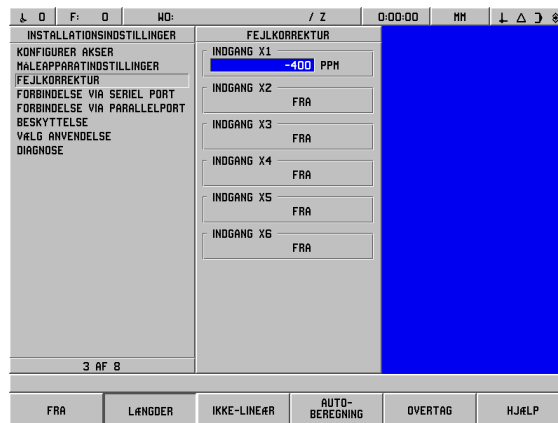 0 F: 0 WO: / Z 0:00:00 MM
INSTALLATIONSINDSTILLINGER
KONFIGURER AKSER
MALEAPPARATINDSTILLINGER
FEJLKORREKTUR
FORBINDELSE VIA SERIEL PORT
FORBINDELSE VIA PARALLELPORT
BESKYTTELSE
VÆLG ANVENDELSE
DIAGNOSE
3 AF 8
FEJLKORREKTUR
INDGANG X1
-400 PPM
INDGANG X2
FRA
INDGANG X3
FRA
INDGANG X4
FRA
INDGANG X5
FRA
INDGANG X6
FRA
FRA
LÆNGDER
IKKE-LINEÆR
AUTO-
BEREGNING
OVERTAG
HJÆLP